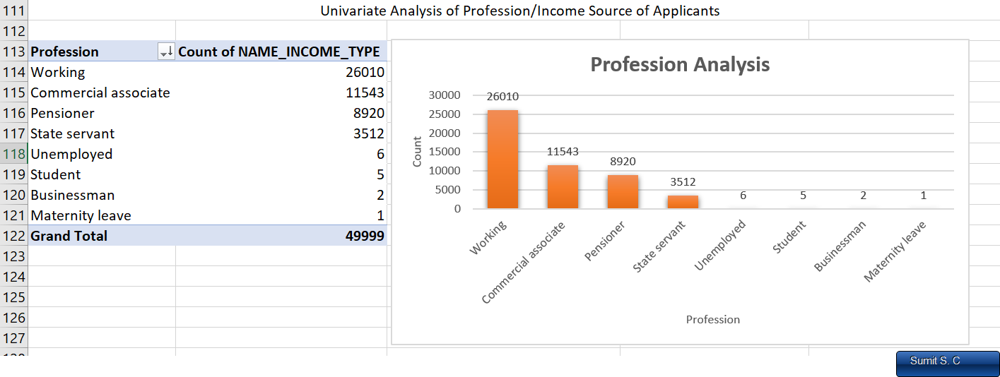 111 Univariate Analysis of Profession/Income Source of Applicants
112
113 Profession Count of NAME_INCOME_TYPE
114 Working 26010
115 Commercial associate 11543
116 Pensioner 8920
117 State servant 3512
118 Unemployed 6
119 Student 5
120 Businessman 2
121 Maternity leave 1
122 Grand Total 49999
123
124
125
126
127
Profession Analysis
Count
30000
25000
20000
15000
10000
5000
0
26010
11543
8920
3512
6
5
2
1
Working
Commercial associate
Pensioner
State servant
Unemployed
Student
Businessman
Maternity leave
Profession
Sumit S. C